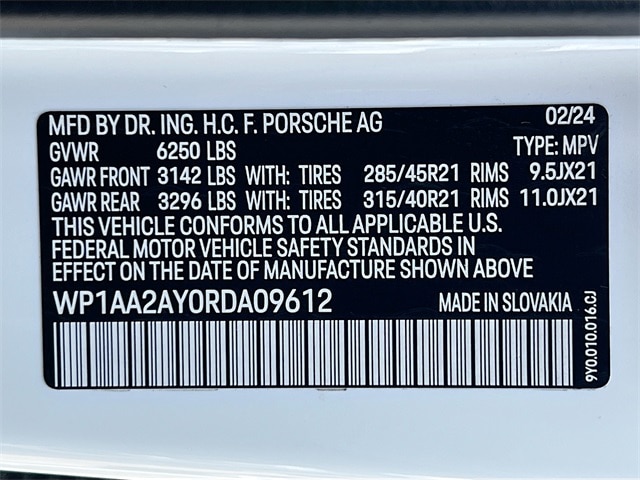 MFD BY DR. ING. H.C. F. PORSCHE AG 02/24
GVWR 6250 LBS TYPE: MPV
GAWR FRONT 3142 LBS WITH: TIRES 285/45R21 RIMS 9.5JX21
GAWR REAR 3296 LBS WITH: TIRES 315/40R21 RIMS 11.0JX21
THIS VEHICLE CONFORMS TO ALL APPLICABLE U.S.
FEDERAL MOTOR VEHICLE SAFETY STANDARDS IN
EFFECT ON THE DATE OF MANUFACTURE SHOWN ABOVE
WP1AA2AY0RDA09612 MADE IN SLOVAKIA
9Y0.010.016.CJ